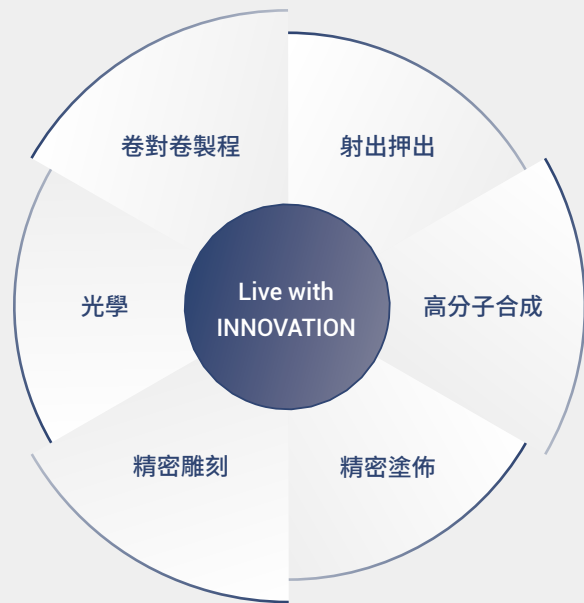 卷對卷製程
射出押出
光學
Live with
INNOVATION
高分子合成
精密雕刻
精密塗佈